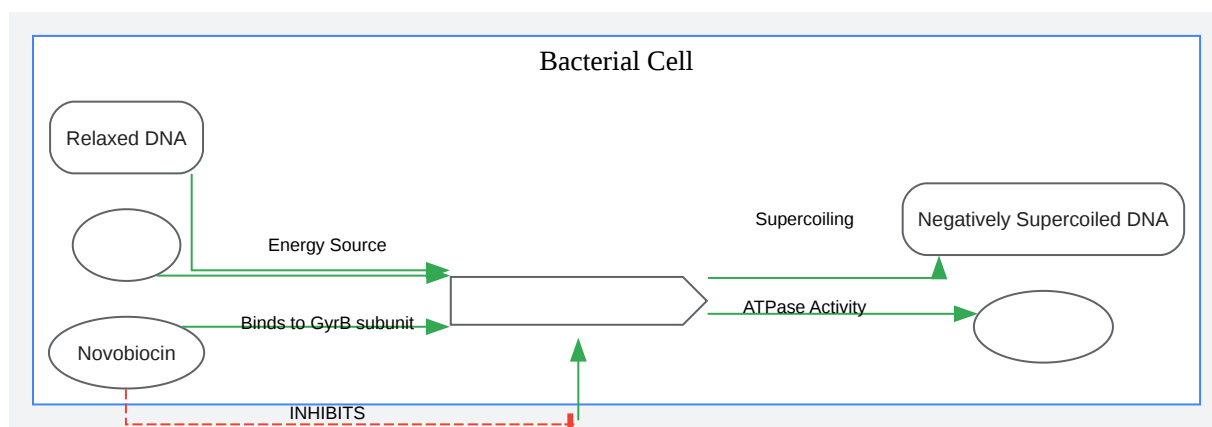 Bacterial Cell
Relaxed DNA
Supercoiling
Negatively Supercoiled DNA
Energy Source
ATPase Activity
Binds to GyrB subunit
Novobiocin
INHIBITS